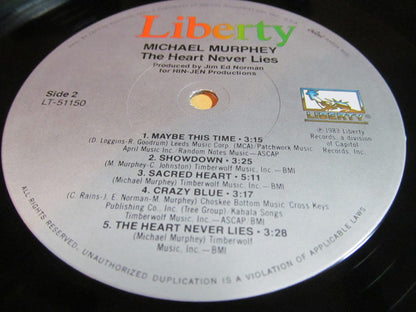 Liberty
MICHAEL MURPHEY
The Heart Never Lies
Produced by Jim Ed Norman
for HIN-JEN Productions
Side 2
LT-51150
LIBERTY
℗ 1983 Liberty
Records, a division
of Capitol
Records, Inc.
1. MAYBE THIS TIME • 3:15
(D. Loggins-R. Goodrum) Leeds Music Corp. (MCA)/Patchwork Music
April Music Inc./Random Notes Music—ASCAP
2. SHOWDOWN • 3:25
(M. Murphey-C. Johnston) Timberwolf Music, Inc.—BMI
3. SACRED HEART • 5:11
(Michael Murphey) Timberwolf Music, Inc.—BMI
4. CRAZY BLUE • 3:19
(C. Rains-J. E. Norman-M. Murphey) Choskee Bottom Music/Cross Keys
Publishing Co., Inc. (Tree Group)/Kahala Songs
Timberwolf Music, Inc.—ASCAP/BMI
5. THE HEART NEVER LIES • 3:28
(Michael Murphey) Timberwolf
Music, Inc.—BMI
ALL RIGHTS RESERVED. UNAUTHORIZED DUPLICATION IS A VIOLATION OF APPLICABLE LAWS